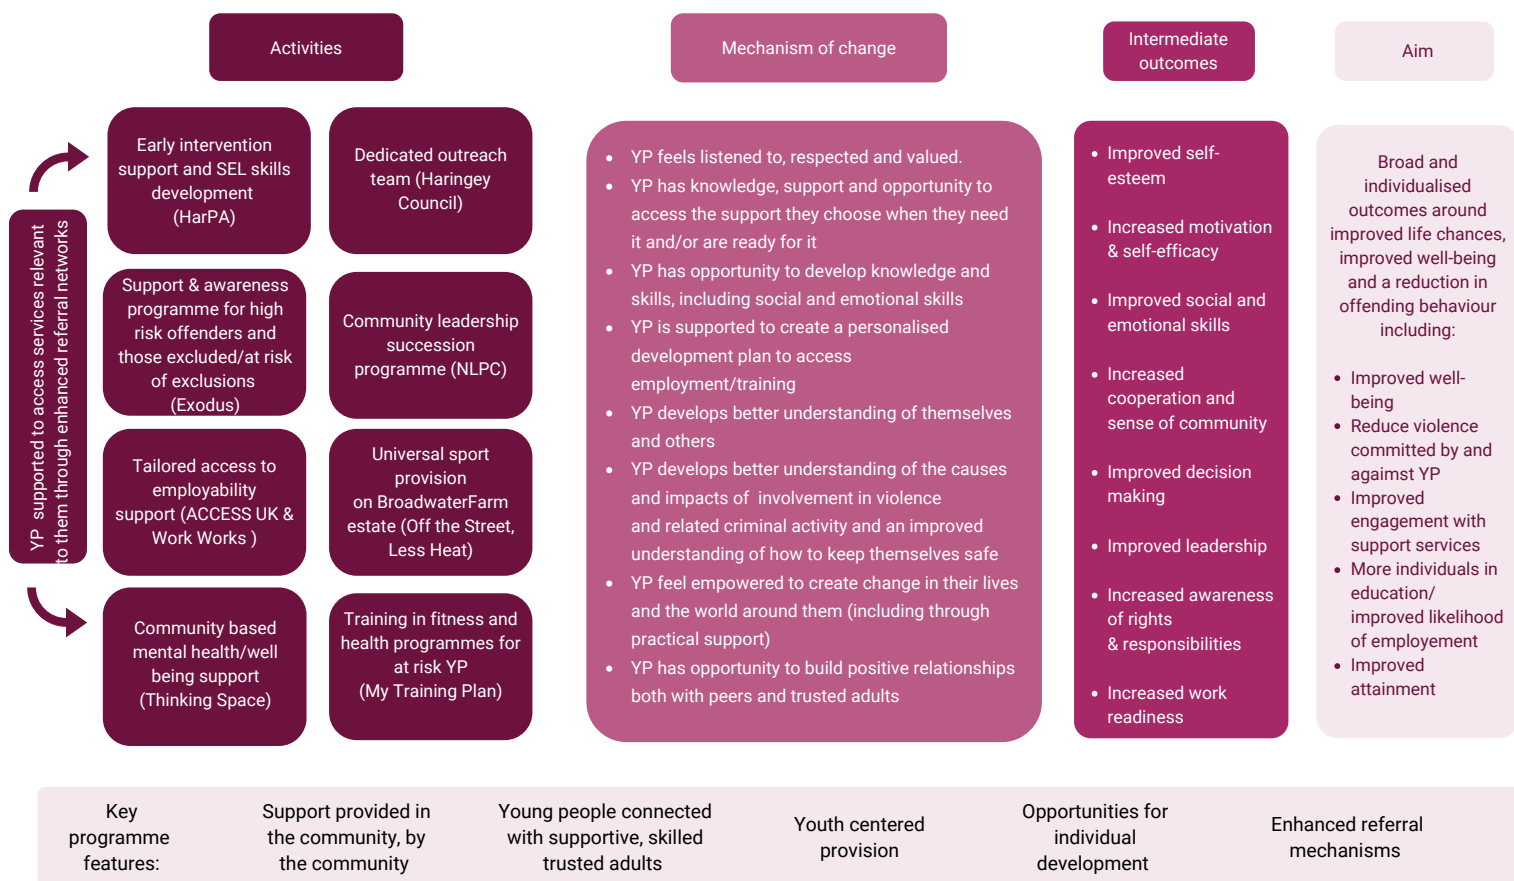 Activities
Mechanism of change
Intermediate
outcomes
Aim
YP supported to access services relevant
to them through enhanced referral networks
Early intervention
support and SEL skills
development
(HarPA)
Dedicated outreach
team (Haringey
Council)
Support & awareness
programme for high
risk offenders and
those excluded/at risk
of exclusions
(Exodus)
Community leadership
succession
programme (NLPC)
Tailored access to
employability
support (ACCESS UK &
Work Works )
Universal sport
provision
on BroadwaterFarm
estate (Off the Street,
Less Heat)
Community based
mental health/well
being support
(Thinking Space)
Training in fitness and
health programmes for
at risk YP
(My Training Plan)
• YP feels listened to, respected and valued.
• YP has knowledge, support and opportunity to
access the support they choose when they need
it and/or are ready for it
• YP has opportunity to develop knowledge and
skills, including social and emotional skills
• YP is supported to create a personalised
development plan to access
employment/training
• YP develops better understanding of themselves
and others
• YP develops better understanding of the causes
and impacts of involvement in violence
and related criminal activity and an improved
understanding of how to keep themselves safe
• YP feel empowered to create change in their lives
and the world around them (including through
practical support)
• YP has opportunity to build positive relationships
both with peers and trusted adults
• Improved self-
esteem
• Increased motivation
& self-efficacy
• Improved social and
emotional skills
• Increased
cooperation and
sense of community
• Improved decision
making
• Improved leadership
• Increased awareness
of rights
& responsibilities
• Increased work
readiness
Broad and
individualised
outcomes around
improved life chances,
improved well-being
and a reduction in
offending behaviour
including:
• Improved well-
being
• Reduce violence
committed by and
against YP
• Improved
engagement with
support services
• More individuals in
education/
improved likelihood
of employement
• Improved
attainment
Key
programme
features:
Support provided in
the community, by
the community
Young people connected
with supportive, skilled
trusted adults
Youth centered
provision
Opportunities for
individual
development
Enhanced referral
mechanisms